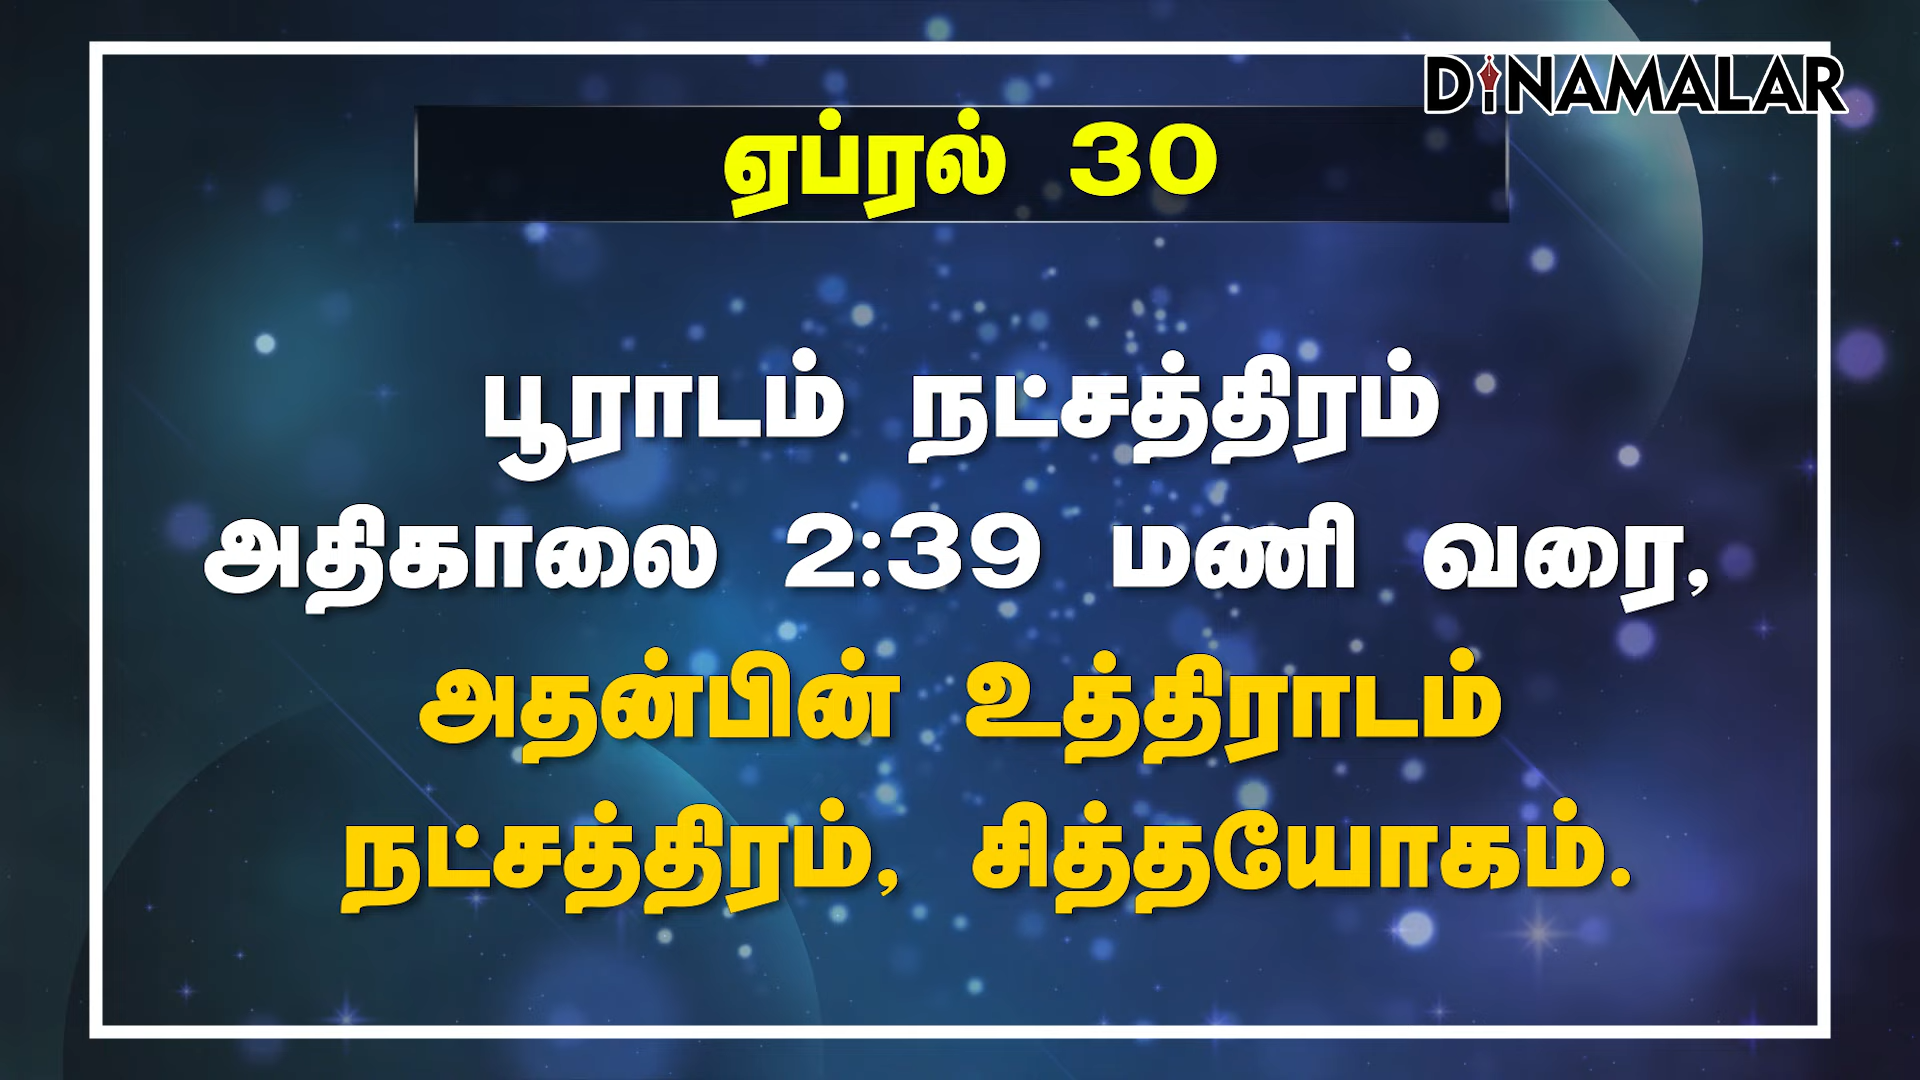 DINAMALAR
ஏப்ரல் 30
பூராடம் நட்சத்திரம்
அதிகாலை 2:39 மணி வரை,
அதன்பின் உத்திராடம்
நட்சத்திரம், சித்தயோகம்.